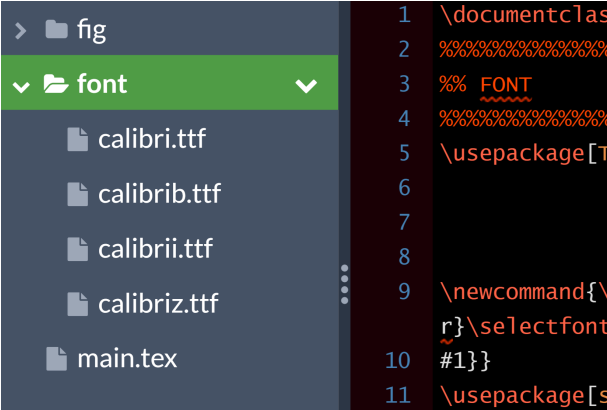 fig
font
calibri.ttf
calibrib.ttf
calibrii.ttf
calibriz.ttf
main.tex
1 \documentclas
2 %%%%%%%%%%%%%
3 %% FONT
4 %%%%%%%%%%%%%
5 \usepackage[T
6
7
8
9 \newcommand{\
r}\selectfont
10 #1}}
11 \usepackage[s